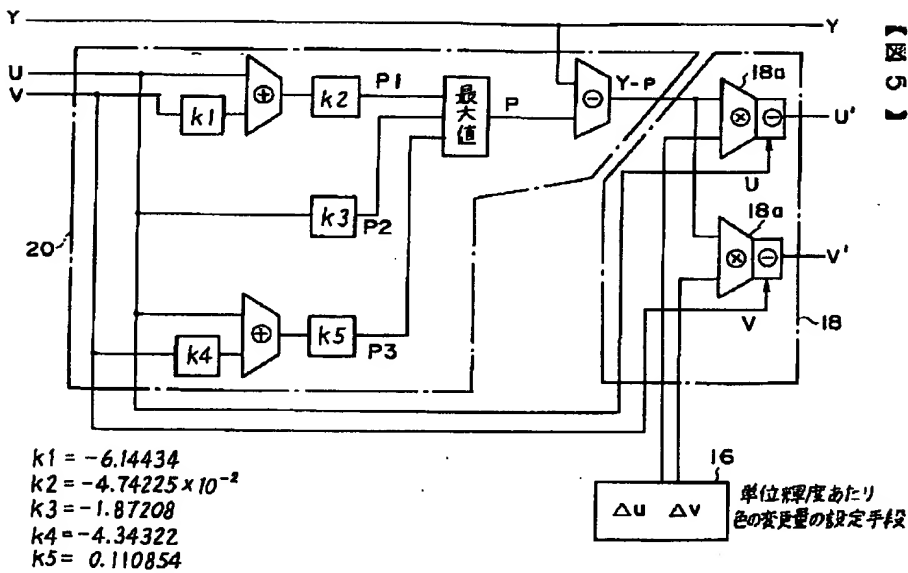 【図5】
Y
Y
U
V
k1
⊕
k2
P1
最大値
P
⊖
Y-P
18a
⊗
⊖
U'
U
k3
P2
20
18a
⊗
⊖
V'
V
18
k4
⊕
k5
P3
16
Δu Δv
単位輝度あたり
色の変更量の設定手段
k1 = -6.14434
k2 = -4.74225 × 10⁻²
k3 = -1.87208
k4 = -4.34322
k5 = 0.110854